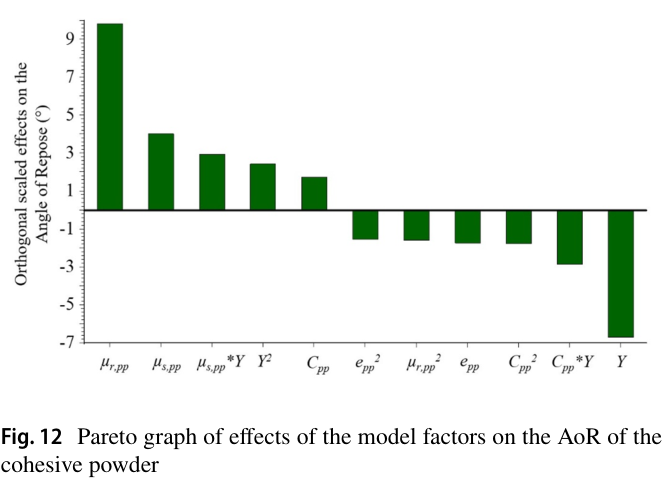 Orthogonal scaled effects on the
Angle of Repose (°)
9
7
5
3
1
-1
-3
-5
-7
μr,pp μs,pp μs,pp*Y Y² Cpp epp² μr,pp² epp Cpp² Cpp*Y Y
Fig. 12 Pareto graph of effects of the model factors on the AoR of the
cohesive powder